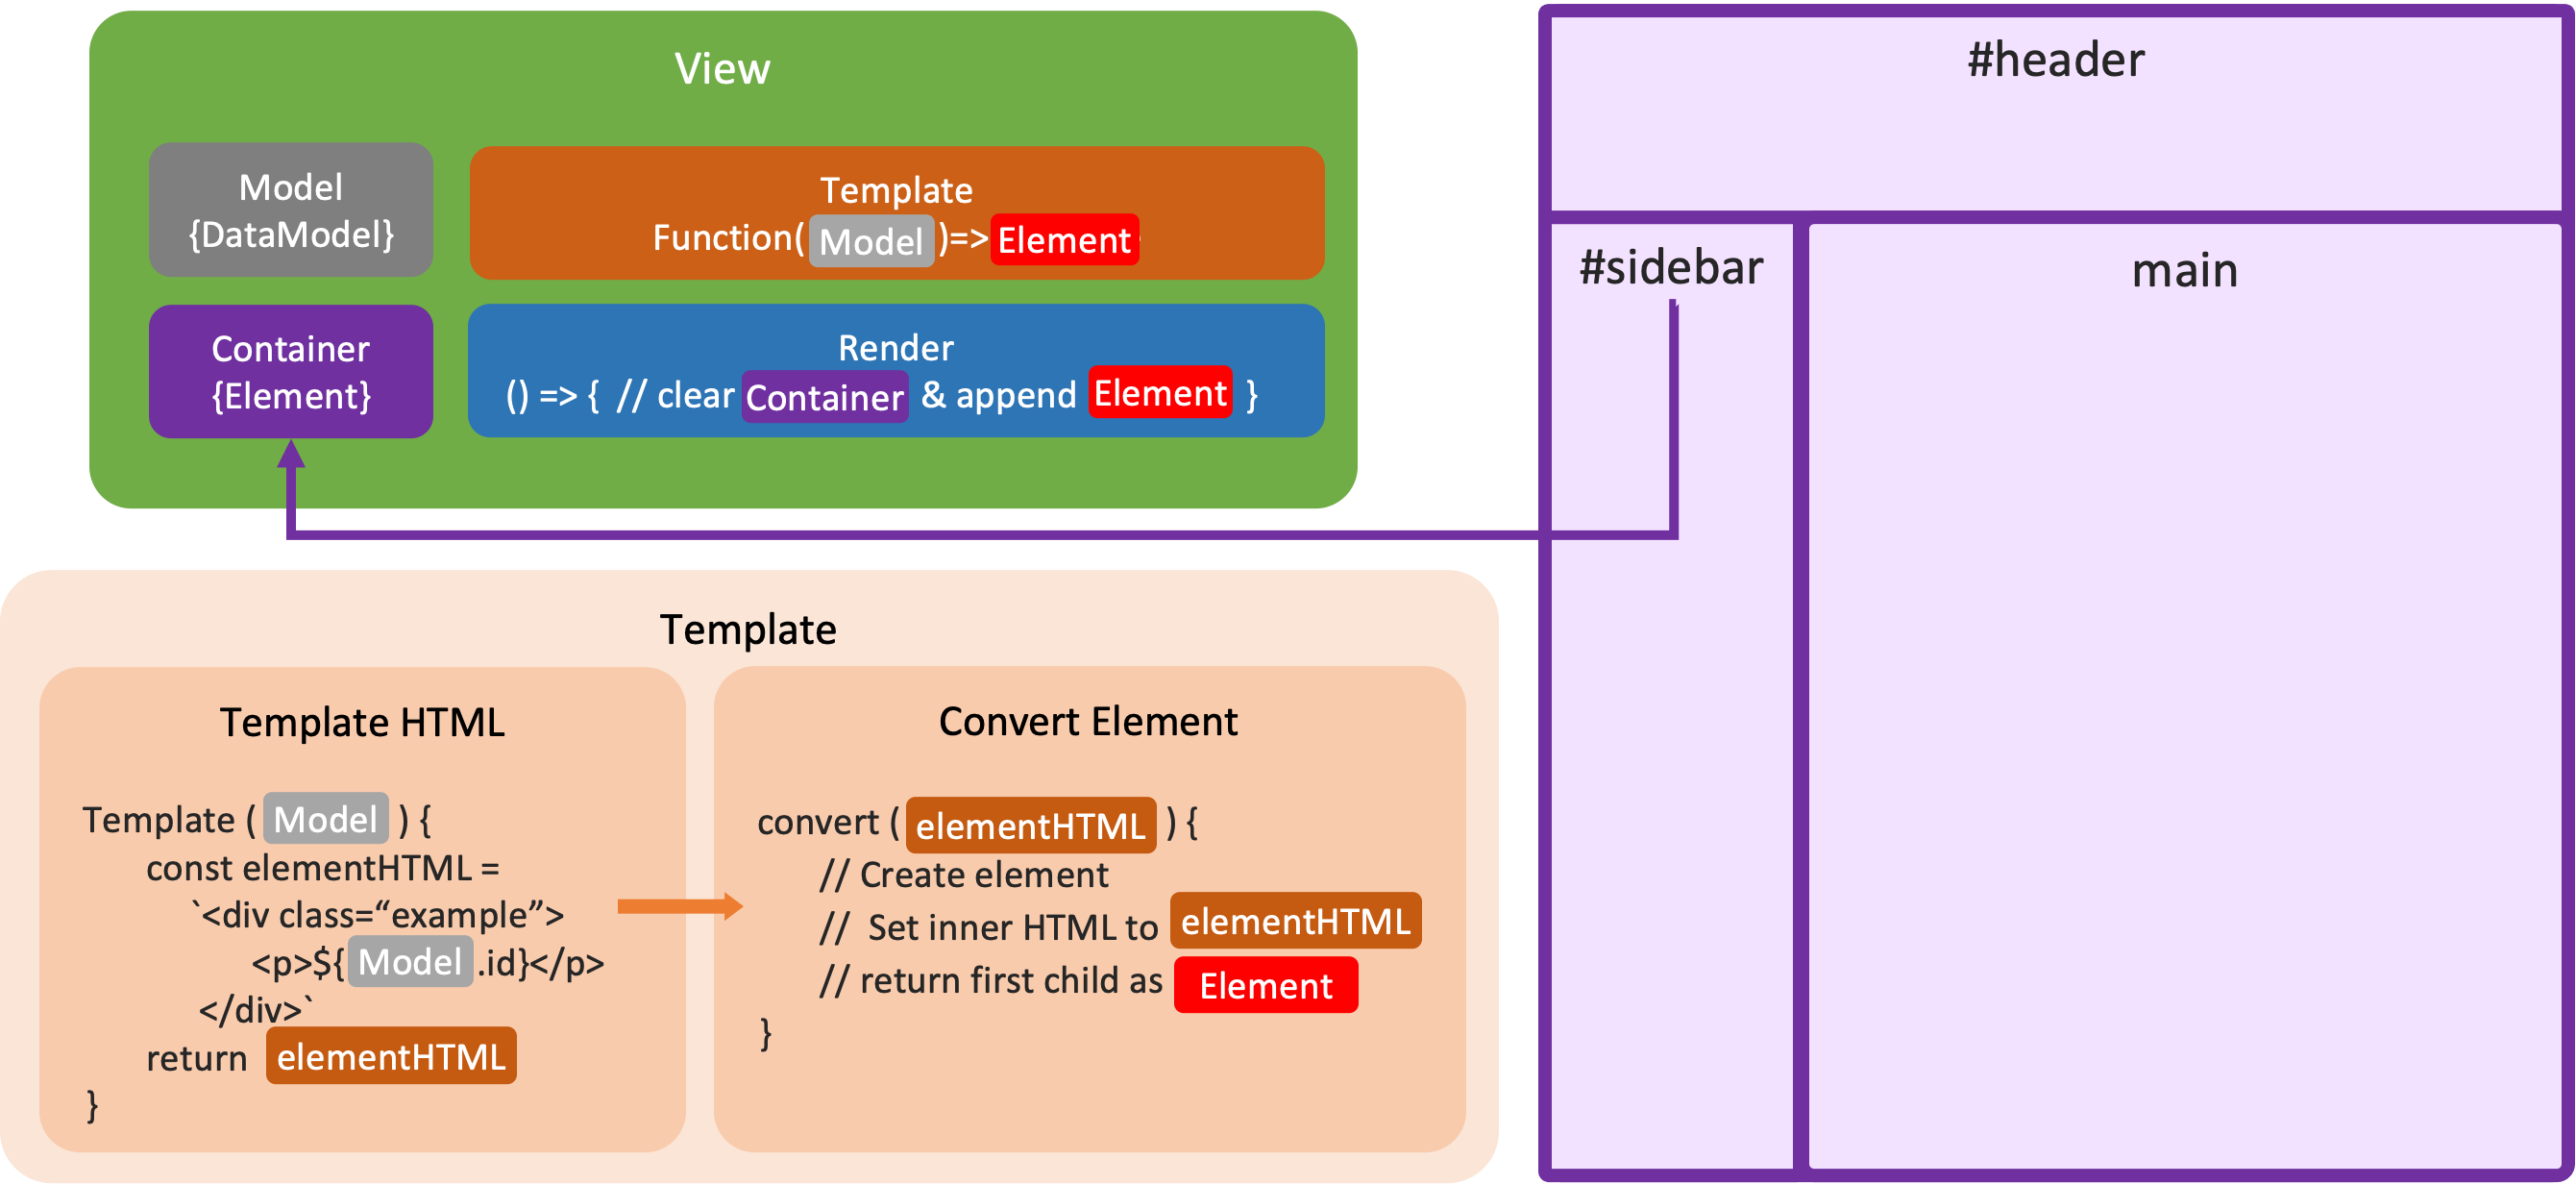 View
Model
{DataModel}
Template
Function( Model )=> Element
Container
{Element}
Render
() => { // clear Container & append Element }
#header
#sidebar
main
Template
Template HTML
Template ( Model ) {
const elementHTML =
`<div class=“example”>
<p>${ Model .id}</p>
</div>`
return elementHTML
}
Convert Element
convert ( elementHTML ) {
// Create element
// Set inner HTML to elementHTML
// return first child as Element
}